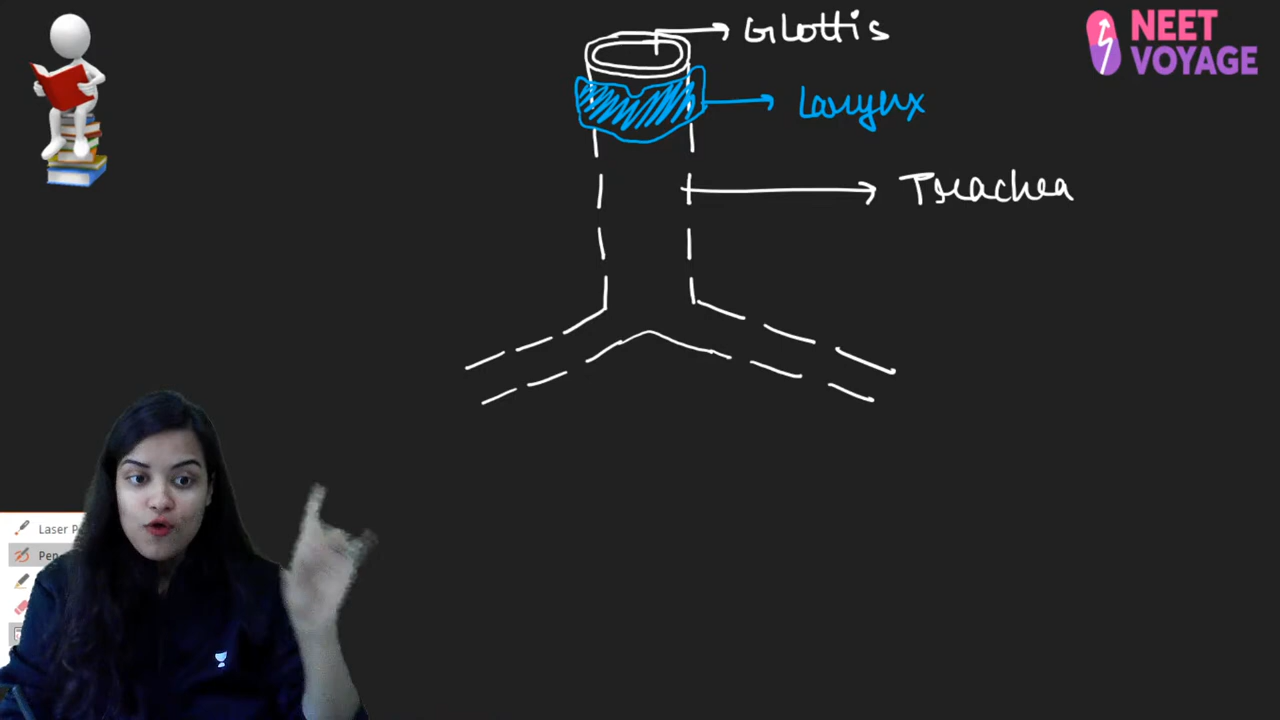 Glottis
NEET
VOYAGE
Larynx
Trachea
Laser P
Pen